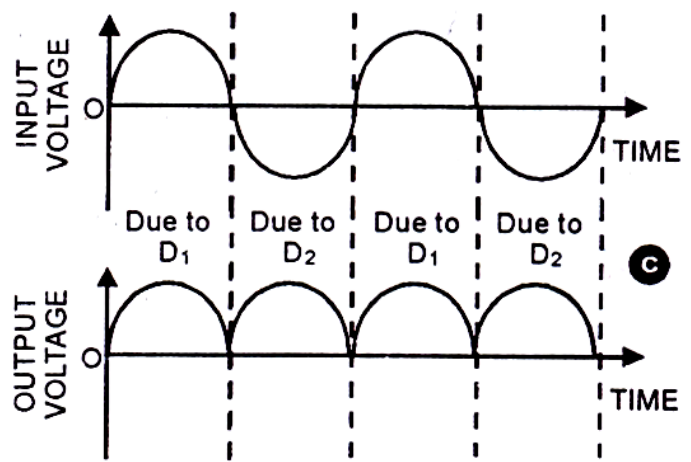 INPUT
VOLTAGE
O
TIME
Due to
D₁
Due to
D₂
Due to
D₁
Due to
D₂
C
OUTPUT
VOLTAGE
O
TIME